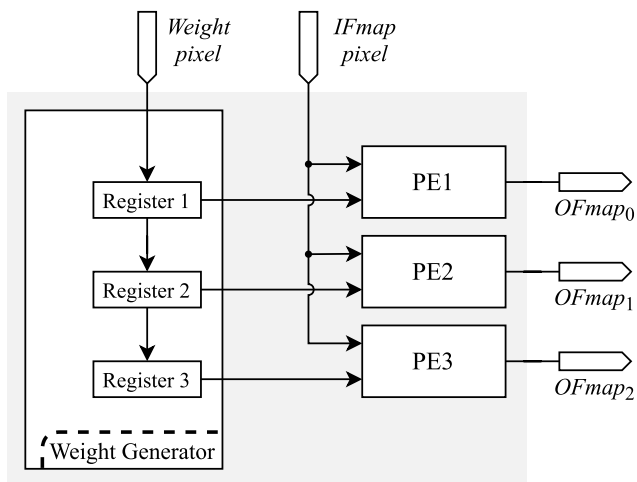 Weight
pixel
IFmap
pixel
PE1
Register 1
OFmap0
PE2
Register 2
OFmap1
PE3
Register 3
OFmap2
Weight Generator